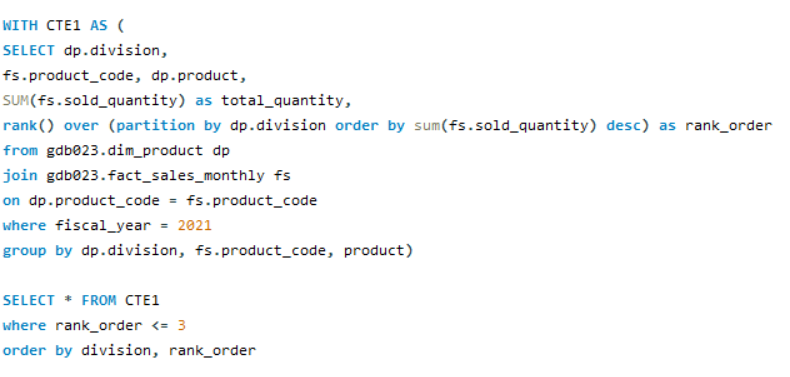 WITH CTE1 AS (
SELECT dp.division,
fs.product_code, dp.product,
SUM(fs.sold_quantity) as total_quantity,
rank() over (partition by dp.division order by sum(fs.sold_quantity) desc) as rank_order
from gdb023.dim_product dp
join gdb023.fact_sales_monthly fs
on dp.product_code = fs.product_code
where fiscal_year = 2021
group by dp.division, fs.product_code, product)
SELECT * FROM CTE1
where rank_order <= 3
order by division, rank_order